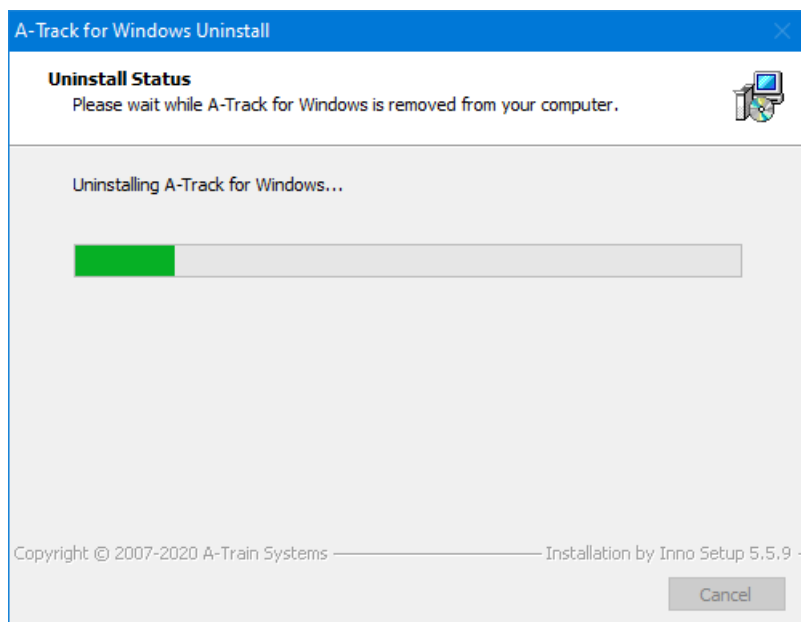 A-Track for Windows Uninstall
Uninstall Status
Please wait while A-Track for Windows is removed from your computer.
Uninstalling A-Track for Windows...
Copyright © 2007-2020 A-Train Systems
Installation by Inno Setup 5.5.9
Cancel